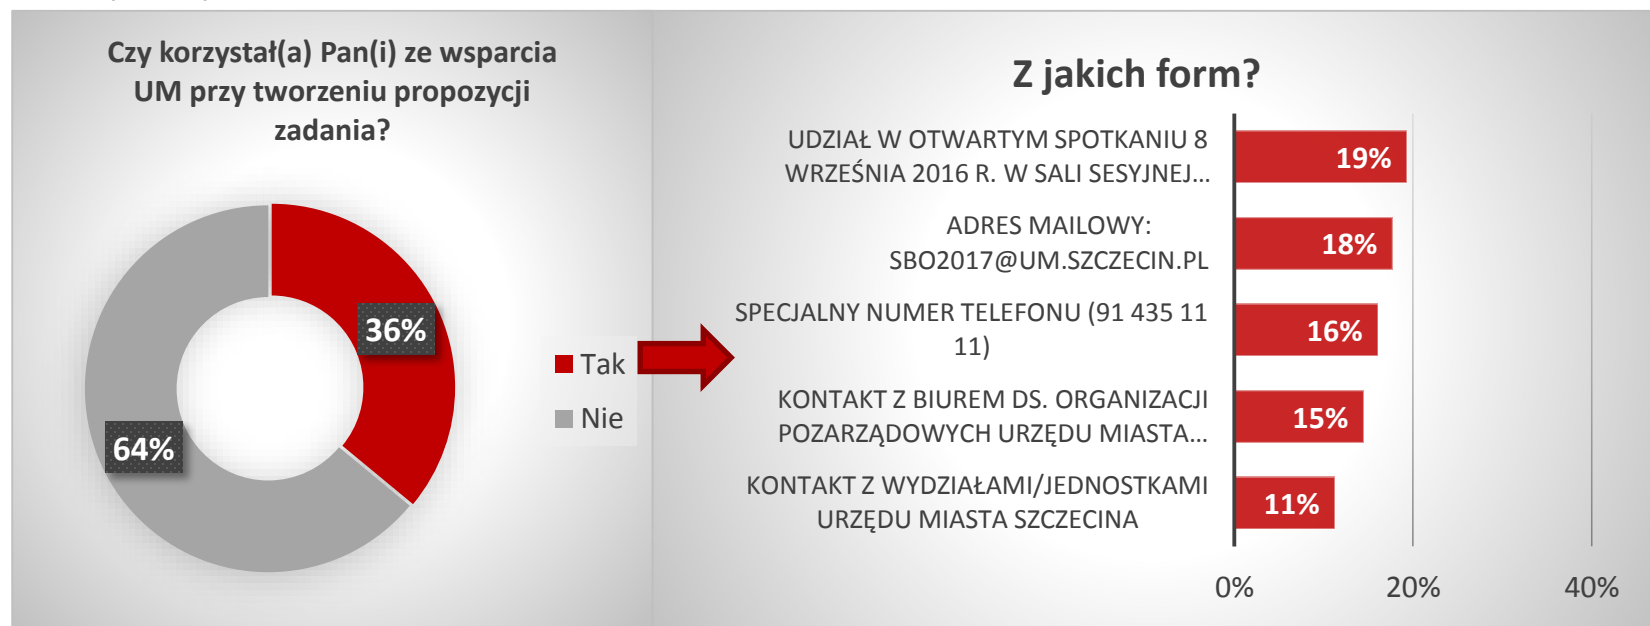 Czy korzystał(a) Pan(i) ze wsparcia
UM przy tworzeniu propozycji
zadania?
36%
64%
Tak
Nie
Z jakich form?
UDZIAŁ W OTWARTYM SPOTKANIU 8
WRZEŚNIA 2016 R. W SALI SESYJNEJ...
19%
ADRES MAILOWY:
SBO2017@UM.SZCZECIN.PL
18%
SPECJALNY NUMER TELEFONU (91 435 11
11)
16%
KONTAKT Z BIUREM DS. ORGANIZACJI
POZARZĄDOWYCH URZĘDU MIASTA...
15%
KONTAKT Z WYDZIAŁAMI/JEDNOSTKAMI
URZĘDU MIASTA SZCZECINA
11%
0% 20% 40%